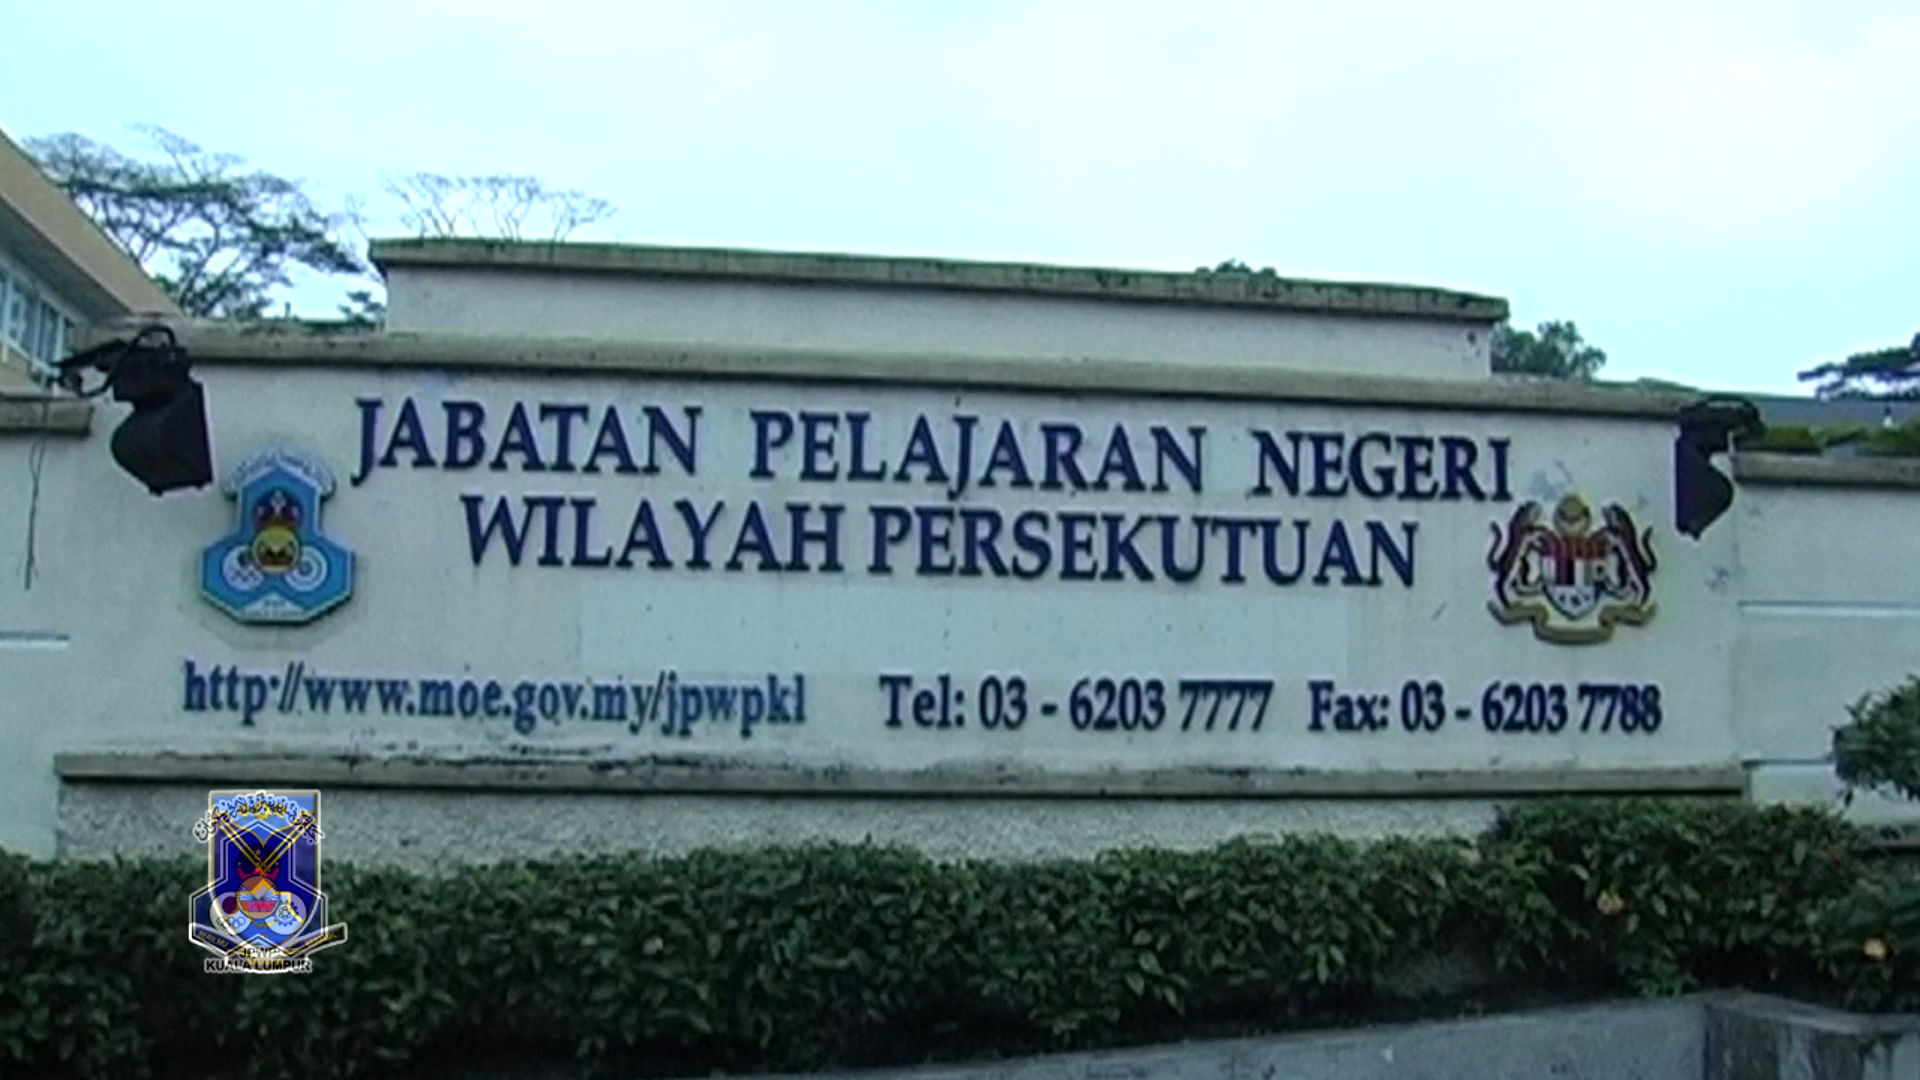 JABATAN PELAJARAN NEGERI
WILAYAH PERSEKUTUAN
http://www.moe.gov.my/jpwpkl Tel: 03 - 6203 7777 Fax: 03 - 6203 7788
KUALA LUMPUR